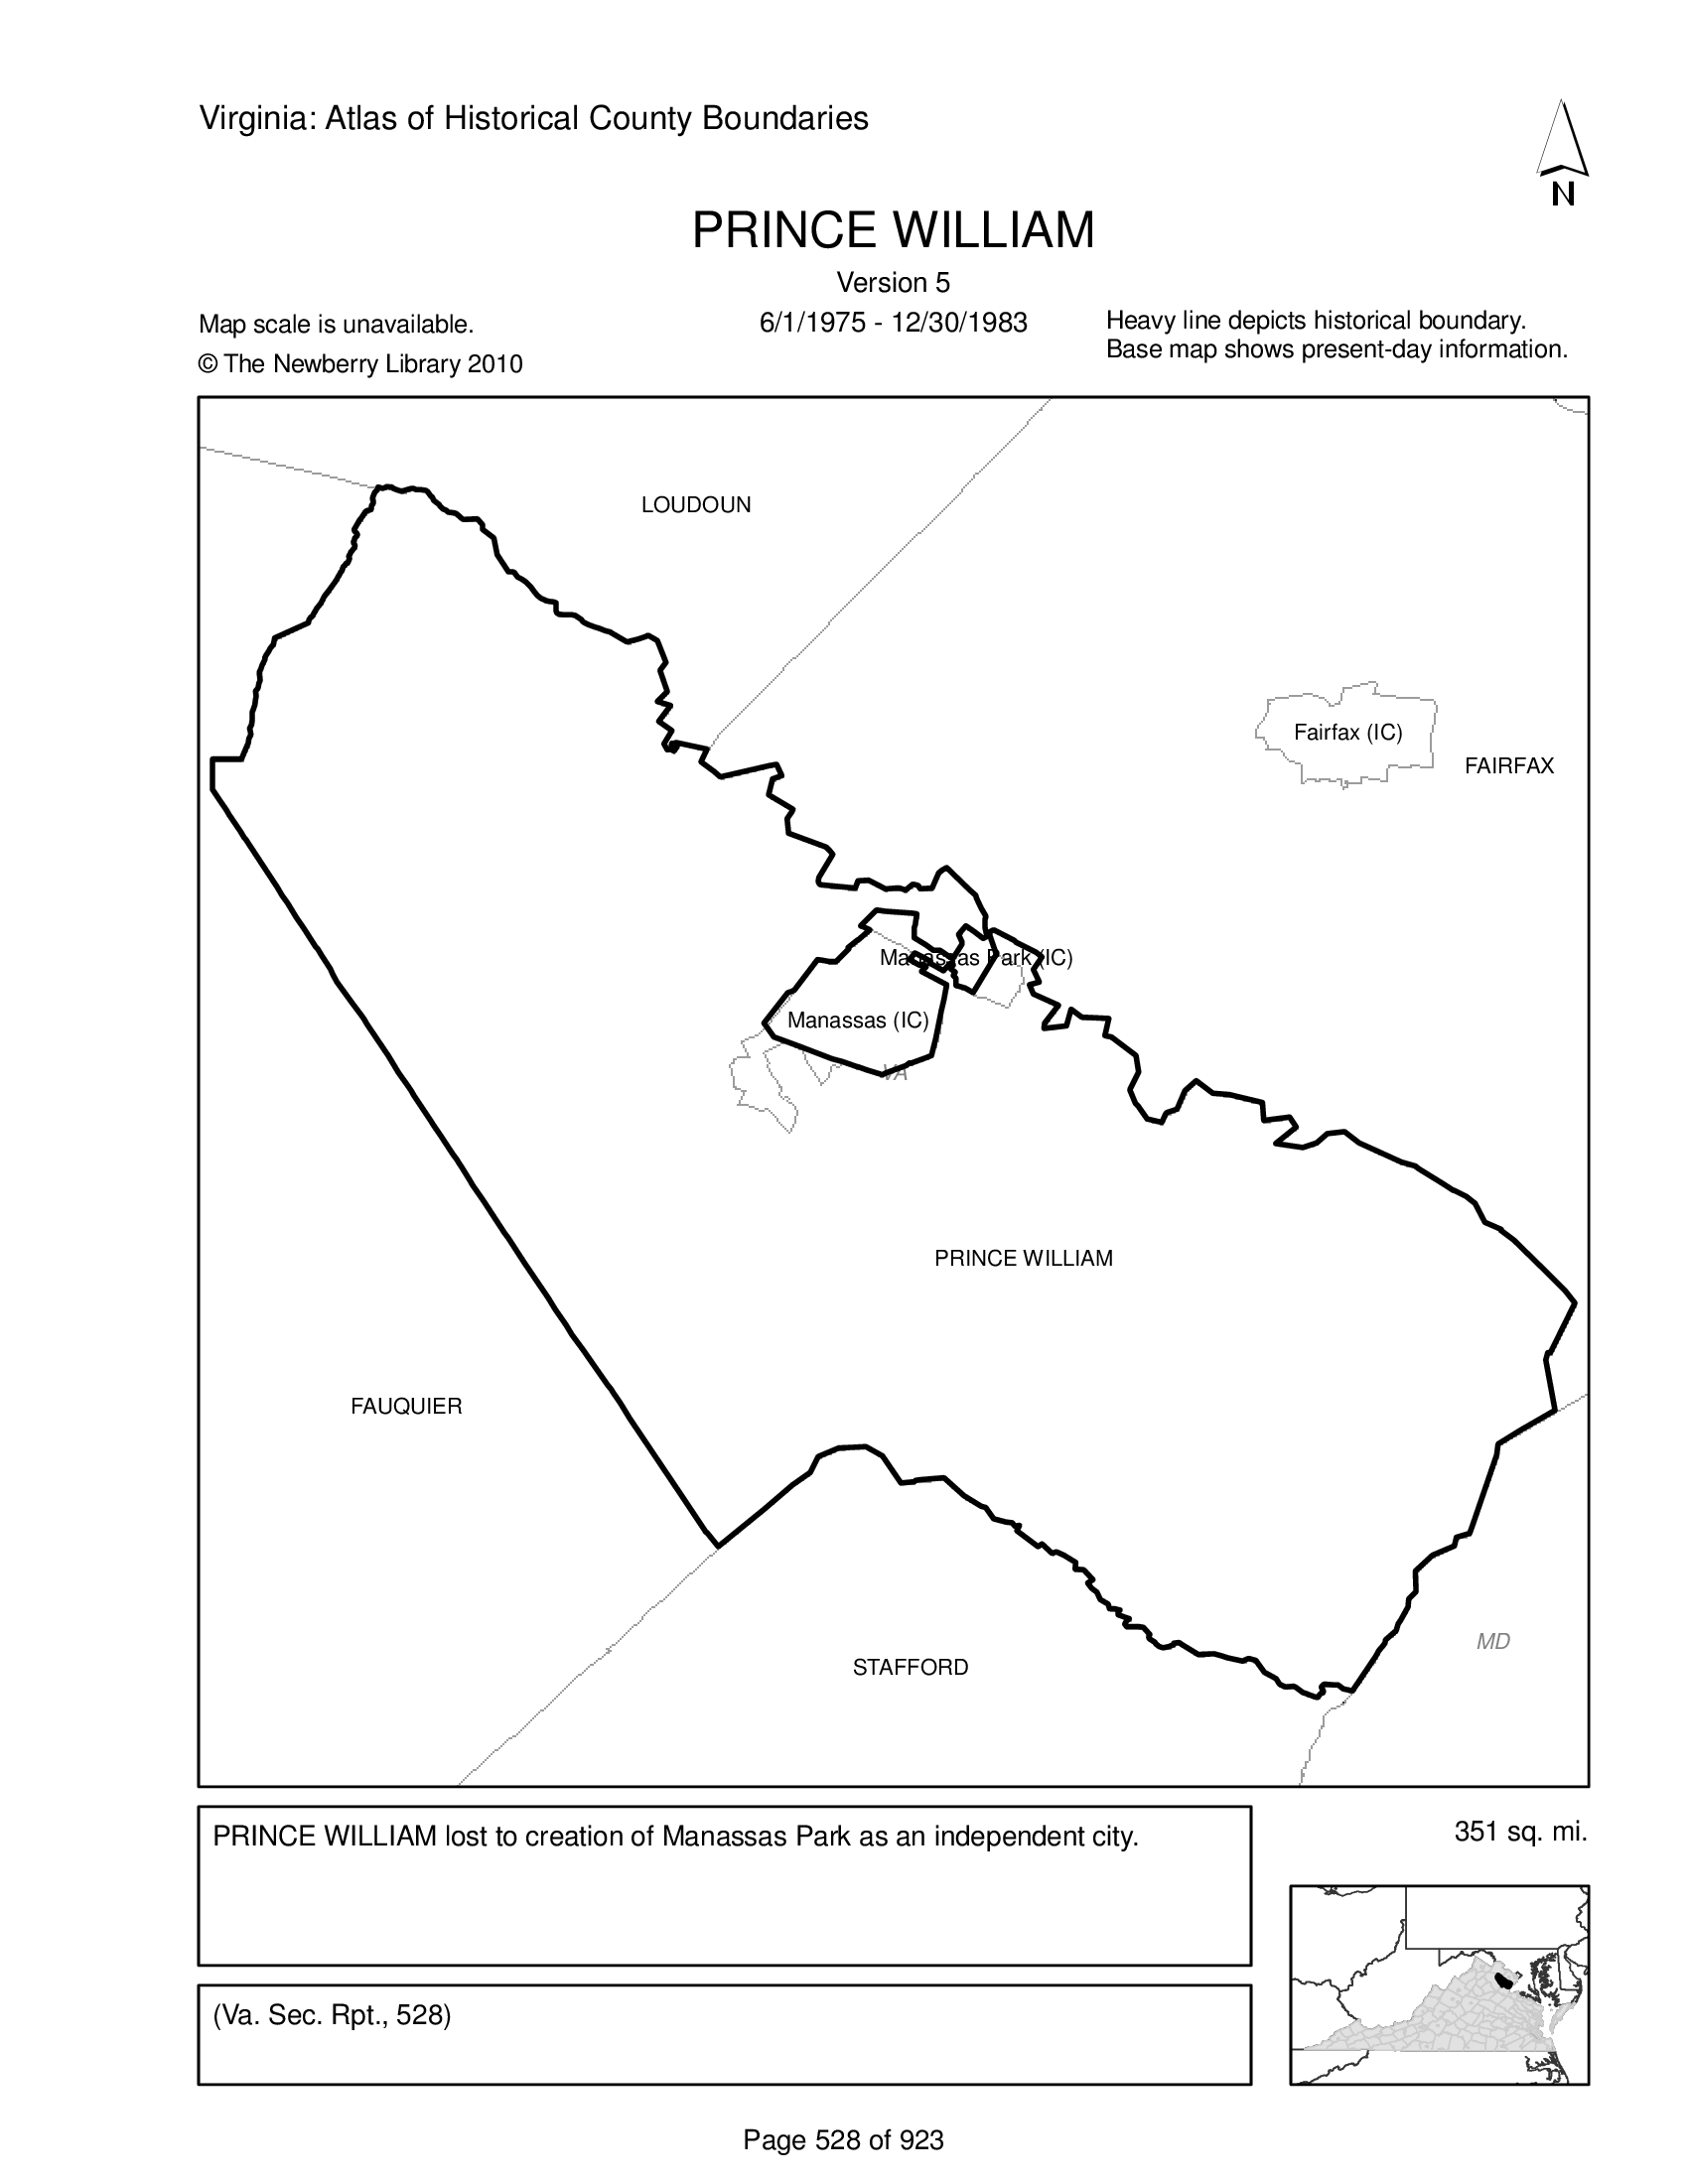 Virginia: Atlas of Historical County Boundaries
N
PRINCE WILLIAM
Version 5
6/1/1975 - 12/30/1983
Map scale is unavailable.
© The Newberry Library 2010
Heavy line depicts historical boundary.
Base map shows present-day information.
LOUDOUN
Fairfax (IC)
FAIRFAX
Manassas Park (IC)
Manassas (IC)
VA
PRINCE WILLIAM
FAUQUIER
MD
STAFFORD
PRINCE WILLIAM lost to creation of Manassas Park as an independent city.
351 sq. mi.
(Va. Sec. Rpt., 528)
Page 528 of 923